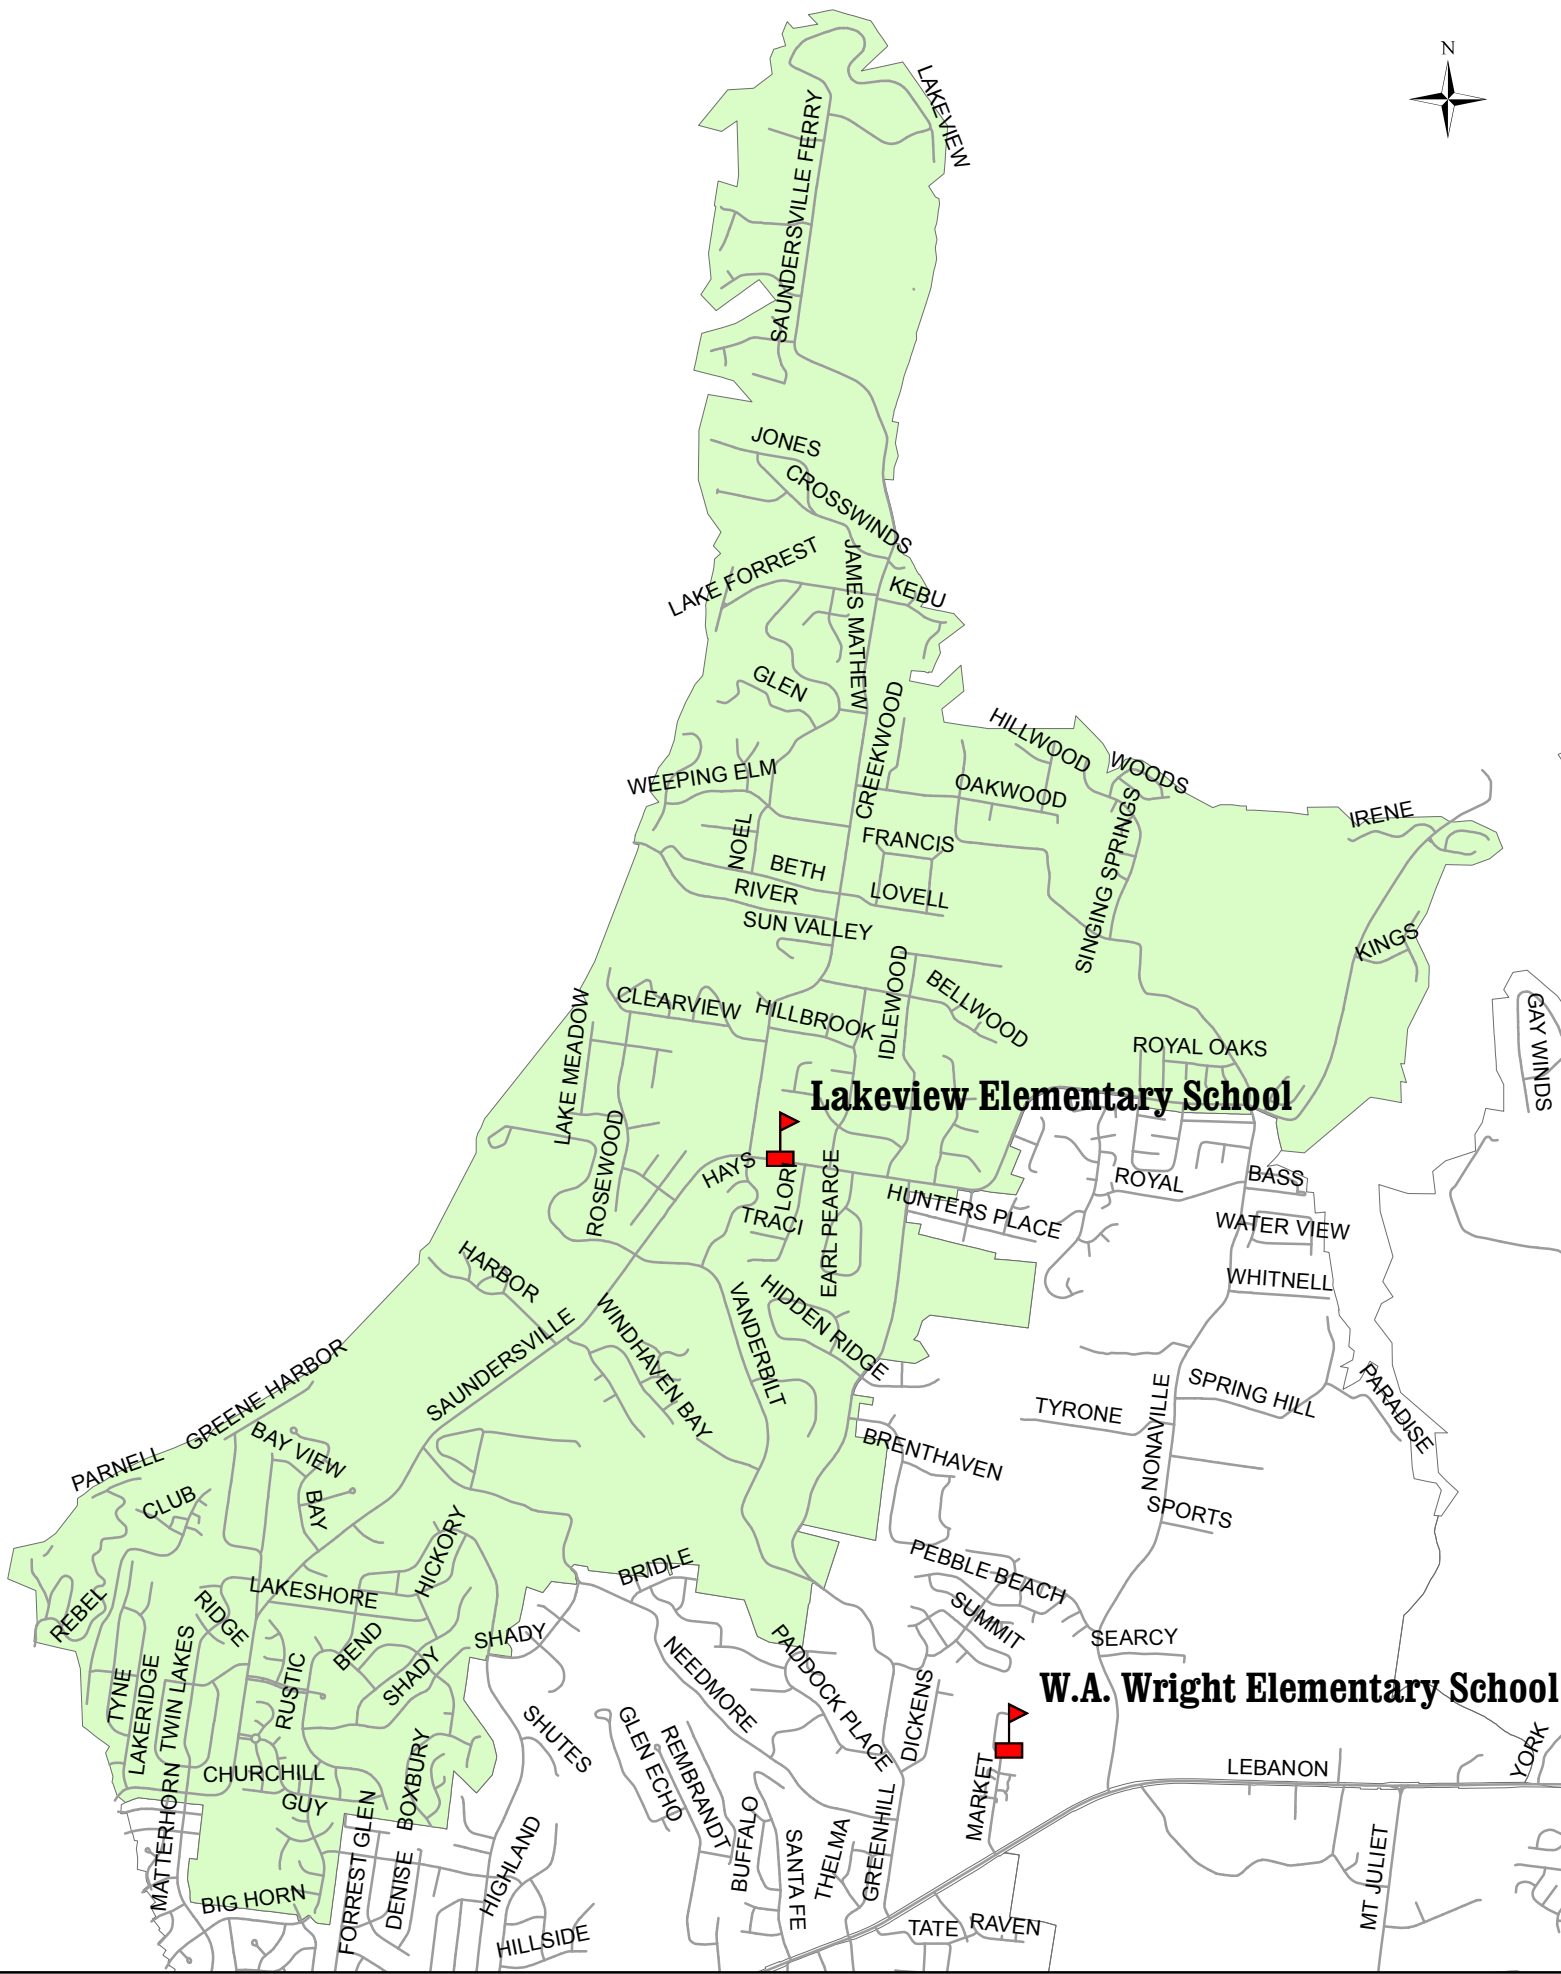 N
LAKEVIEW
SAUNDERSVILLE FERRY
JONES
CROSSWINDS
LAKE FORREST
JAMES MATHEW
KEBU
GLEN
CREEKWOOD
HILLWOOD
WOODS
WEEPING ELM
OAKWOOD
SINGING SPRINGS
IRENE
NOEL
FRANCIS
BETH
RIVER
LOVELL
SUN VALLEY
KINGS
IDLEWOOD
BELLWOOD
CLEARVIEW
HILLBROOK
LAKE MEADOW
GAY WINDS
ROYAL OAKS
Lakeview Elementary School
ROSEWOOD
HAYS
LORI
EARL PEARCE
ROYAL
BASS
HUNTERS PLACE
TRACI
WATER VIEW
HARBOR
WHITNELL
HIDDEN RIDGE
VANDERBILT
WINDHAVEN BAY
SAUNDERSVILLE
GREENE HARBOR
SPRING HILL
PARADISE
TYRONE
NONAVILLE
BAY VIEW
BRENTHAVEN
PARNELL
CLUB
BAY
SPORTS
HICKORY
BRIDLE
PEBBLE BEACH
LAKESHORE
REBEL
RIDGE
SUMMIT
BEND
SHADY
SEARCY
NEEDMORE
PADDOCK PLACE
TWIN LAKES
LAKERIDGE
TYNE
RUSTIC
SHADY
DICKENS
W.A. Wright Elementary School
SHUTES
GLEN ECHO
REMBRANDT
YORK
BOXBURY
CHURCHILL
LEBANON
MARKET
GUY
MATTERHORN
FORREST GLEN
GREENHILL
BUFFALO
SANTA FE
THELMA
HIGHLAND
MT JULIET
DENISE
BIG HORN
TATE
RAVEN
HILLSIDE